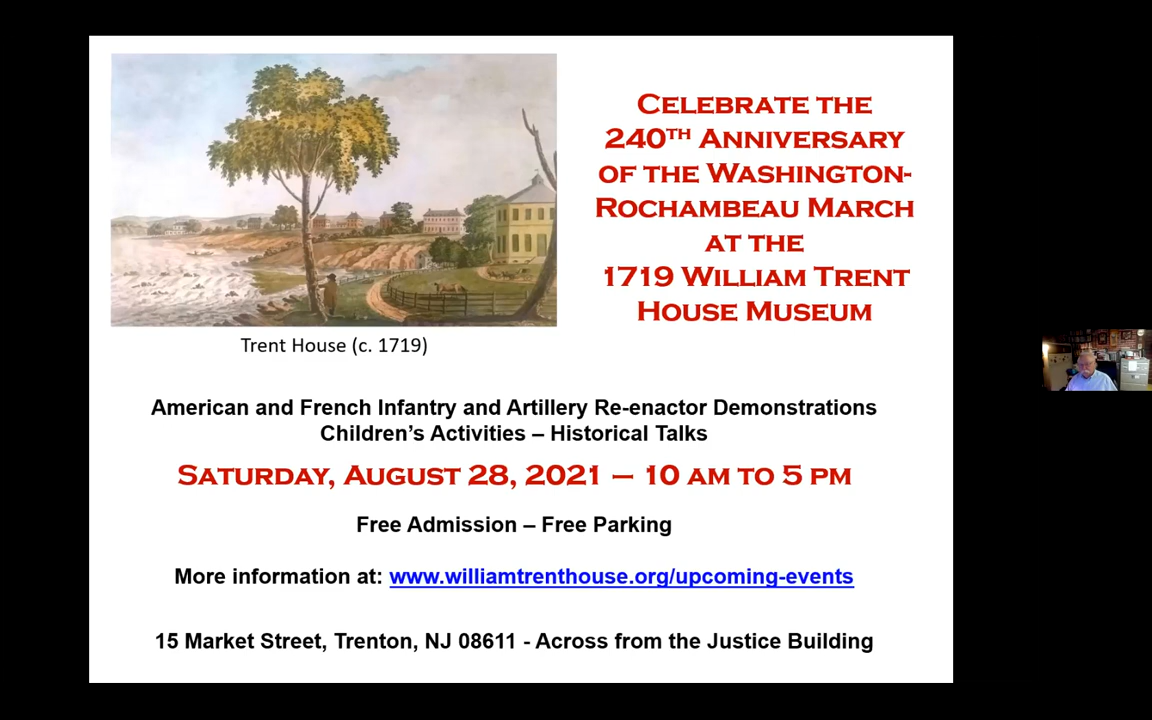 Celebrate the
240th Anniversary
of the Washington-
Rochambeau March
at the
1719 William Trent
House Museum
Trent House (c. 1719)
American and French Infantry and Artillery Re-enactor Demonstrations
Children's Activities – Historical Talks
Saturday, August 28, 2021 – 10 am to 5 pm
Free Admission – Free Parking
More information at: www.williamtrenthouse.org/upcoming-events
15 Market Street, Trenton, NJ 08611 - Across from the Justice Building